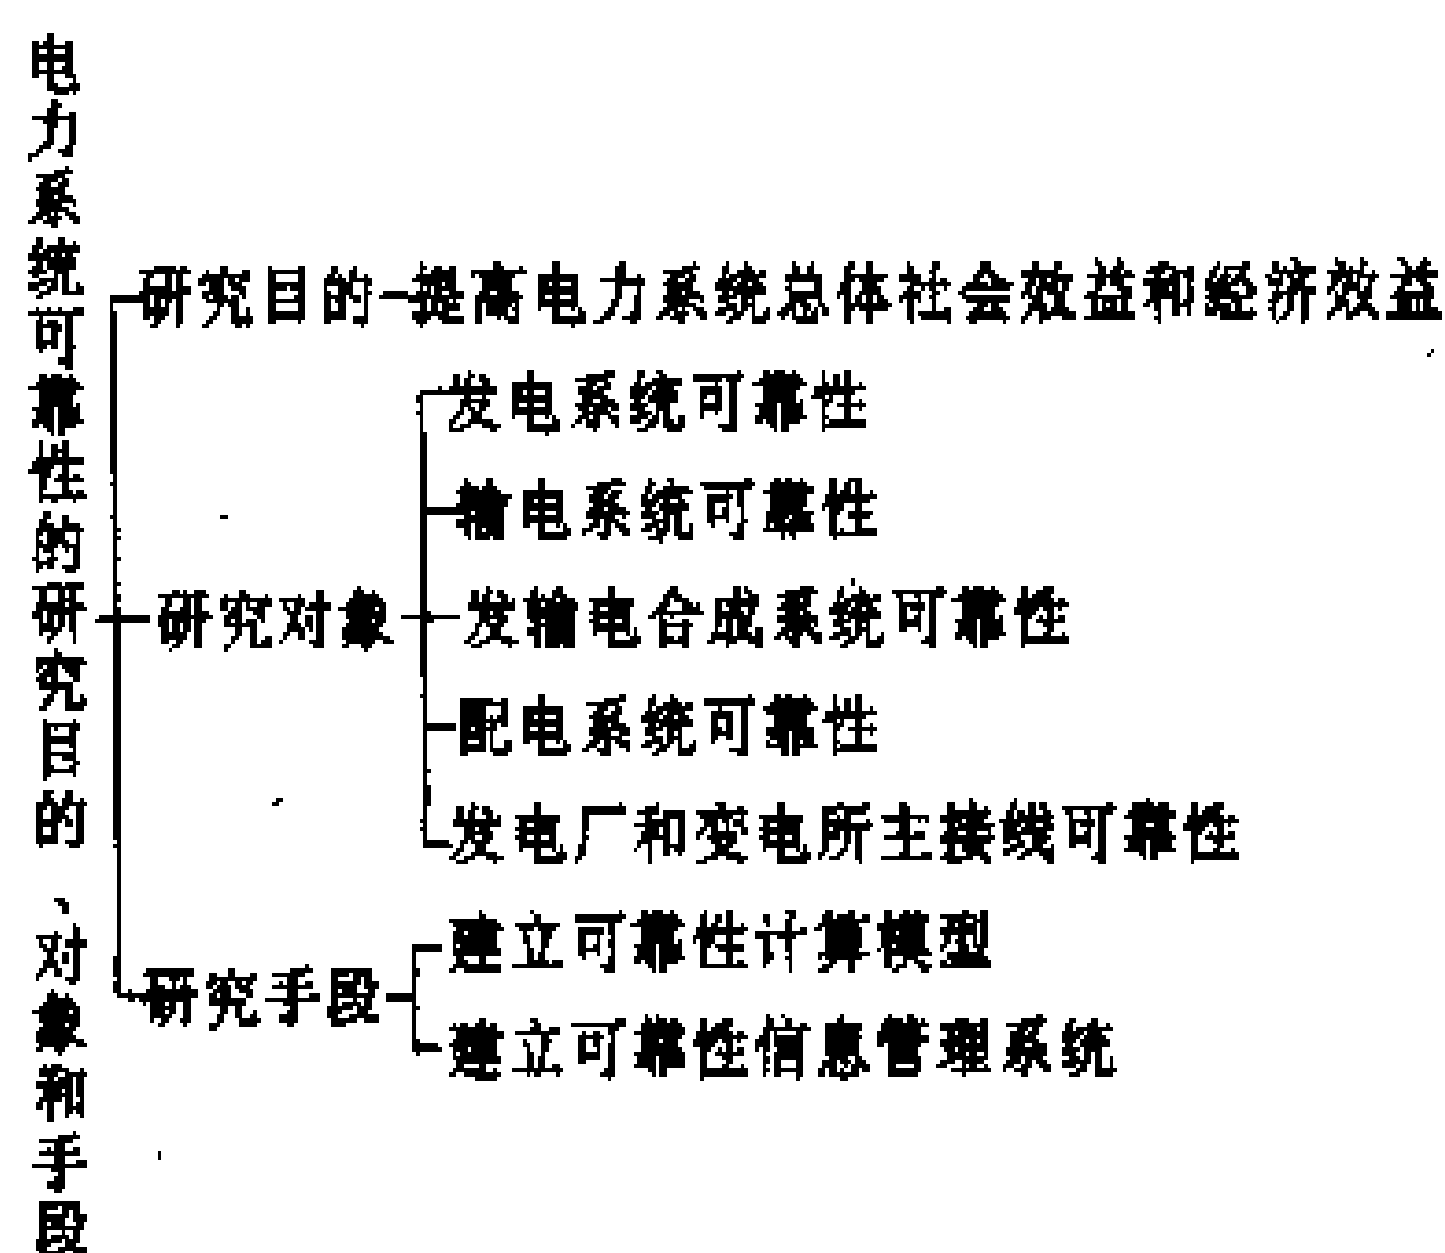 电力系统可靠性的研究目的、对象和手段
研究目的
提高电力系统总体社会效益和经济效益
研究对象
发电系统可靠性
输电系统可靠性
发输电合成系统可靠性
配电系统可靠性
发电厂和变电所主接线可靠性
研究手段
建立可靠性计算模型
建立可靠性信息管理系统